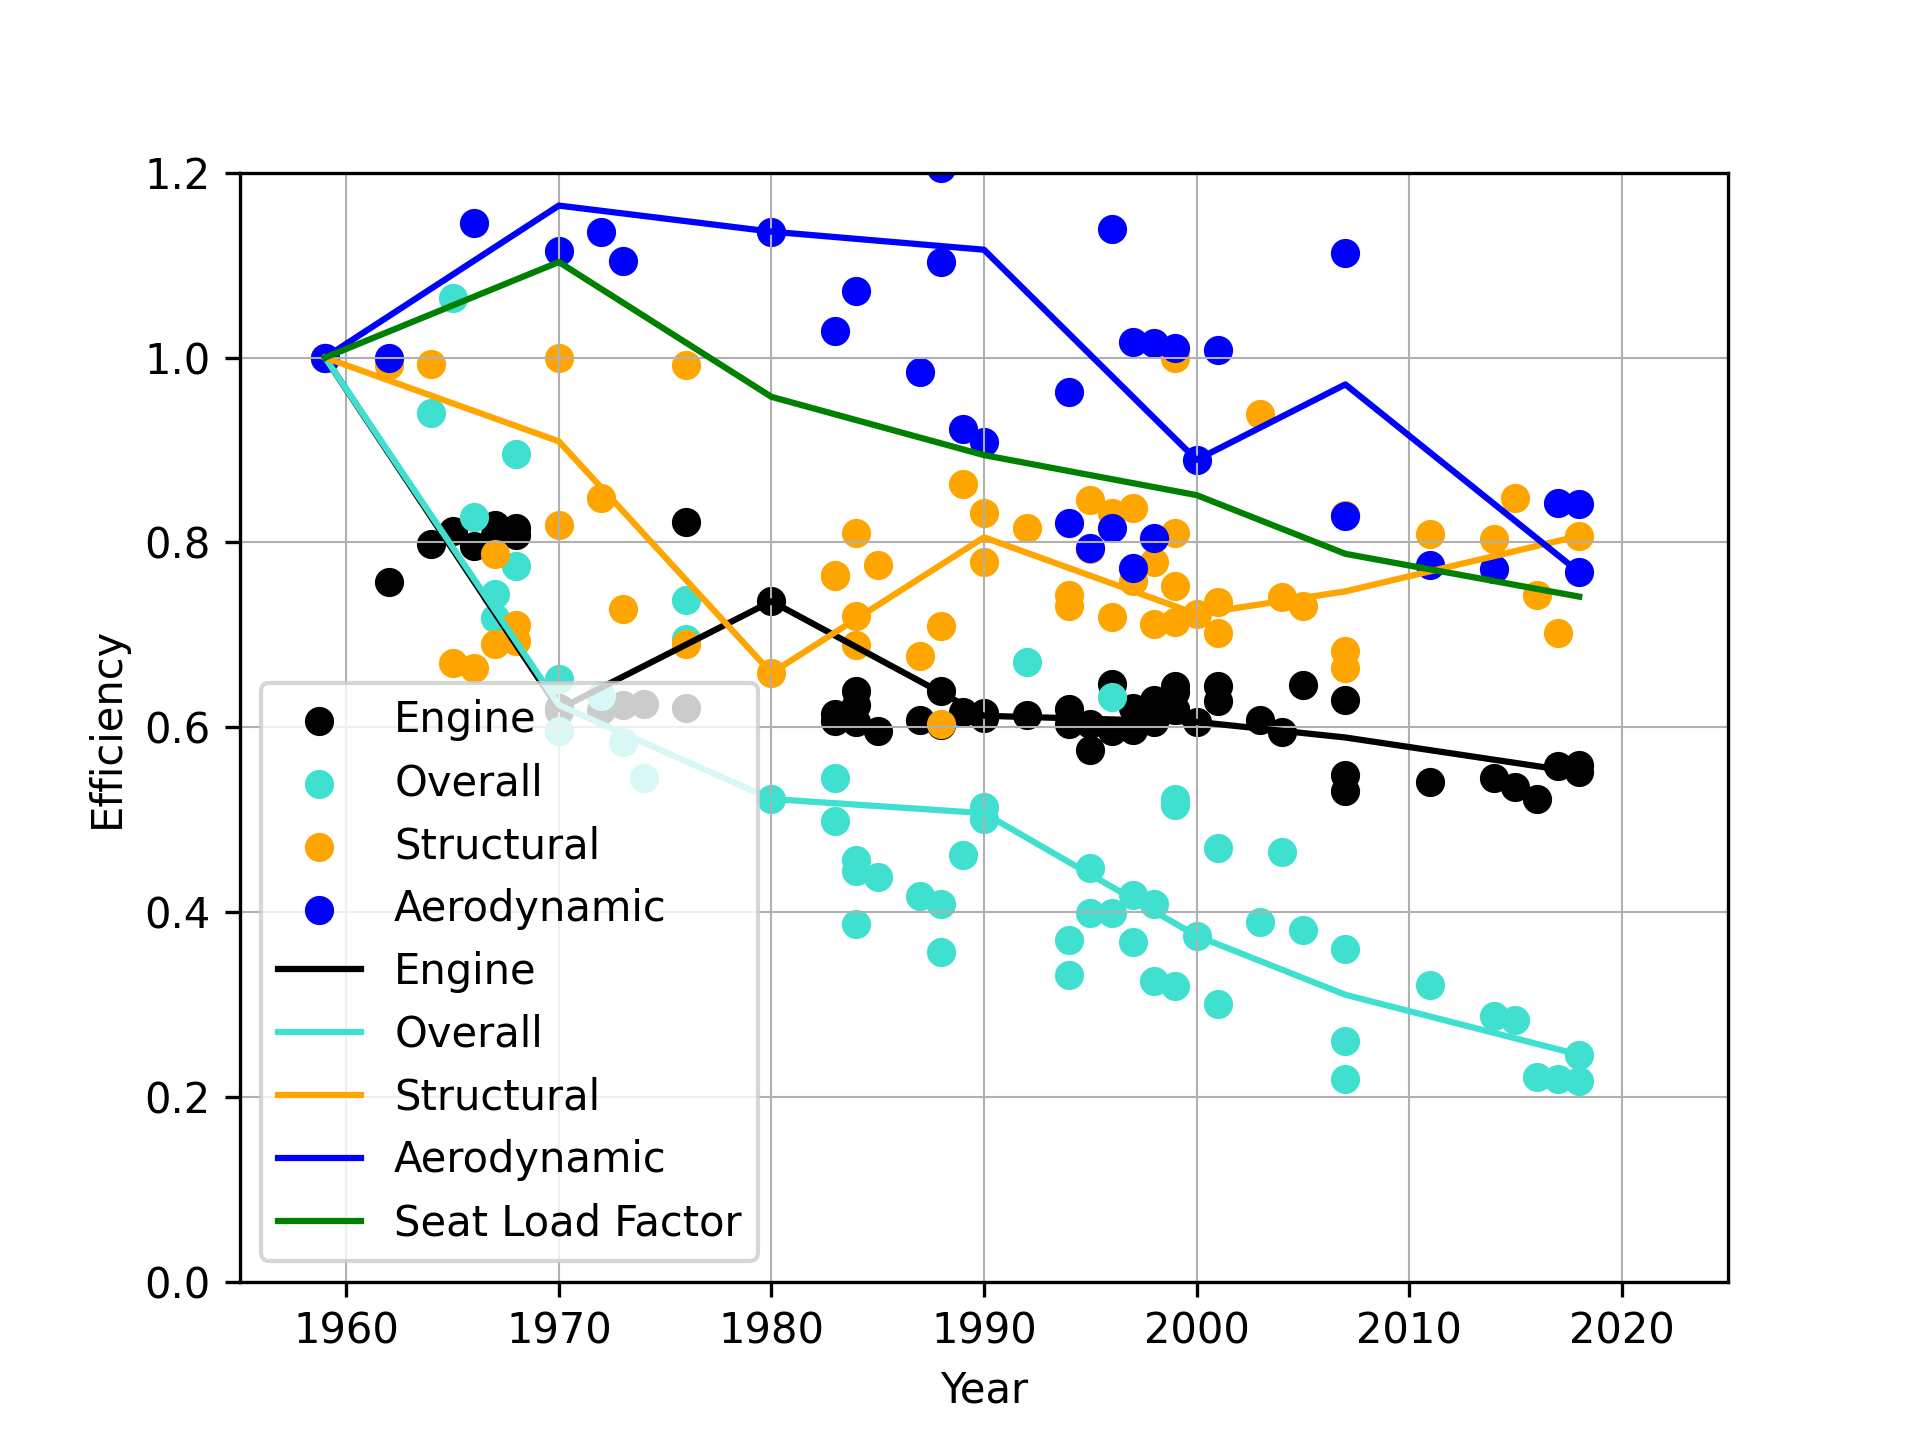 1.2
1.0
0.8
0.6
0.4
0.2
0.0
Efficiency
Engine
Overall
Structural
Aerodynamic
Engine
Overall
Structural
Aerodynamic
Seat Load Factor
1960 1970 1980 1990 2000 2010 2020
Year